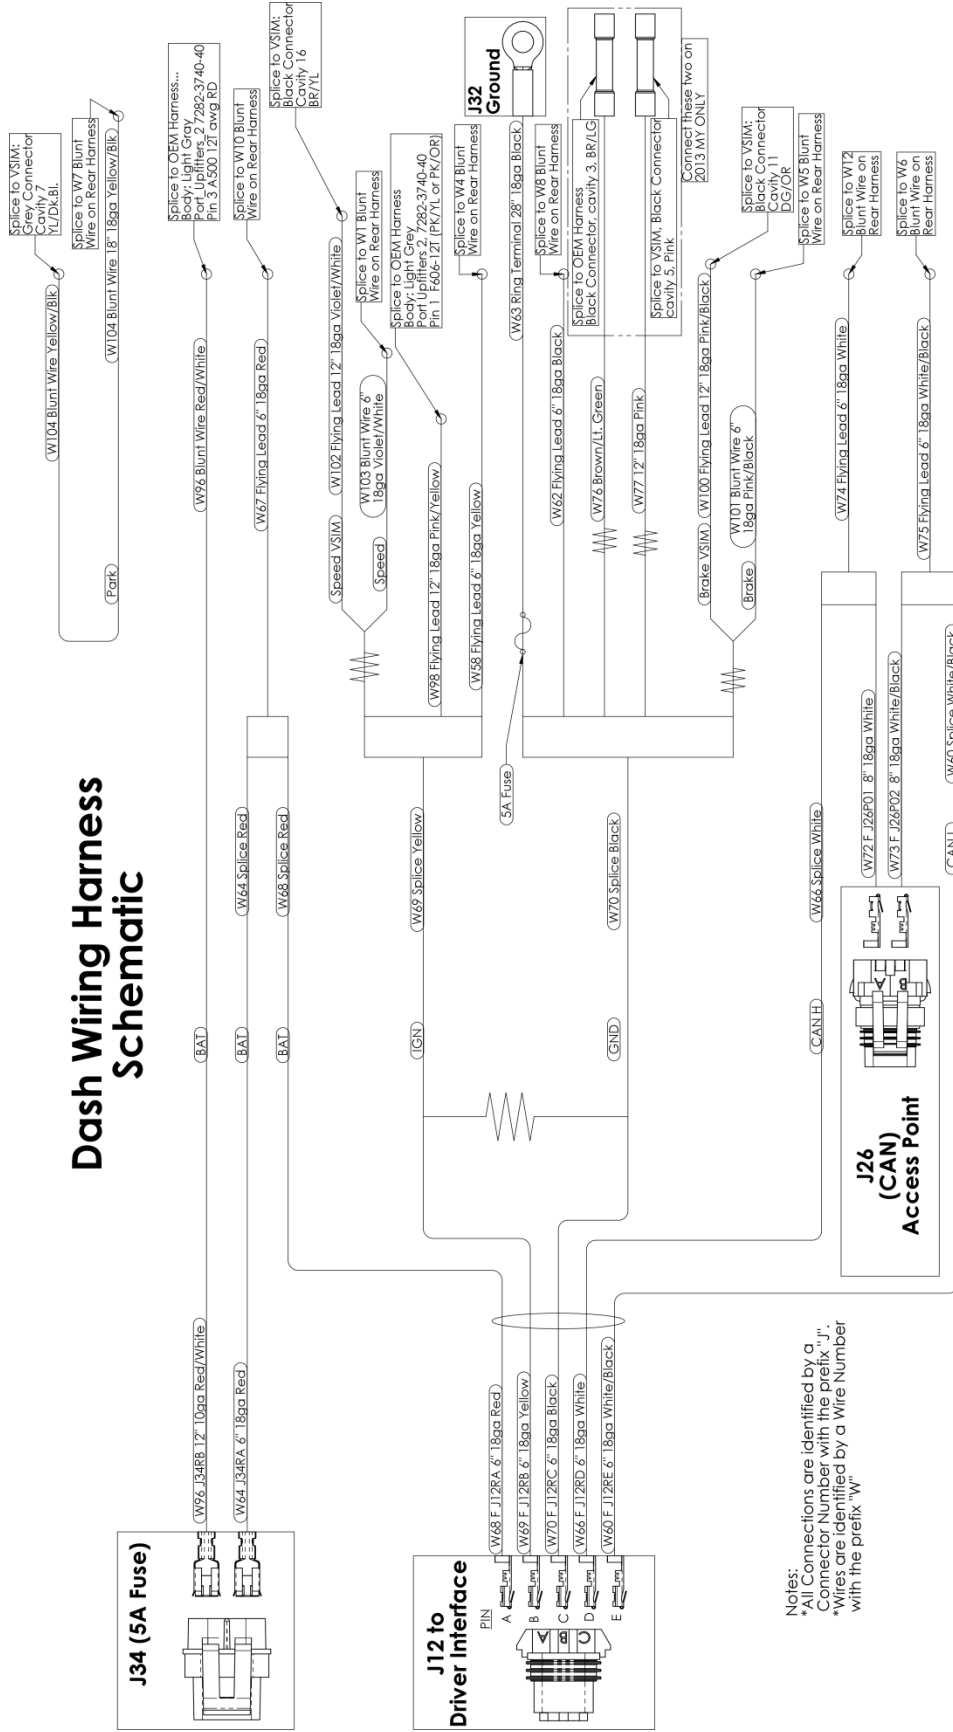 Dash Wiring Harness
Schematic
J34 (5A Fuse)
W96 J34RB 12" 10ga Red/White
W64 J34RA 6" 18ga Red
BAT
BAT
BAT
W64 Splice Red
W68 Splice Red
W96 Blunt Wire Red/White
W67 Flying Lead 6" 18ga Red
W104 Blunt Wire Yellow/Blk
Park
W104 Blunt Wire 18" 18ga Yellow/Blk
Splice to VSIM:
Grey Connector
Cavity 7
YL/Dk.Bl.
Splice to W7 Blunt
Wire on Rear Harness
Splice to OEM Harness...
Body: Light Gray
Port_Upfitters_2 7282-3740-40
Pin 3 A500 12T awg RD
Splice to W10 Blunt
Wire on Rear Harness
Splice to VSIM:
Black Connector
Cavity 16
BR/YL
Speed VSIM
W102 Flying Lead 12" 18ga Violet/White
Splice to W1 Blunt
Wire on Rear Harness
Speed
W103 Blunt Wire 6"
18ga Violet/White
Splice to OEM Harness
Body: Light Grey
Port Upfitters 2, 7282-3740-40
Pin 1 F606-12T (PK/YL or PK/OR)
W98 Flying Lead 12" 18ga Pink/Yellow
W58 Flying Lead 6" 18ga Yellow
Splice to W4 Blunt
Wire on Rear Harness
J32
Ground
W63 Ring Terminal 28" 18ga Black
5A Fuse
Splice to W8 Blunt
Wire on Rear Harness
W62 Flying Lead 6" 18ga Black
Splice to OEM Harness
Black Connector, cavity 3, BR/LG
W76 Brown/Lt. Green
W77 12" 18ga Pink
Splice to VSIM, Black Connector
cavity 5, Pink
Connect these two on
2013 MY ONLY
Brake VSIM
W100 Flying Lead 12" 18ga Pink/Black
Splice to VSIM:
Black Connector
Cavity 11
DG/OR
Brake
W101 Blunt Wire 6"
18ga Pink/Black
Splice to W5 Blunt
Wire on Rear Harness
W74 Flying Lead 6" 18ga White
Splice to W12
Blunt Wire on
Rear Harness
W75 Flying Lead 6" 18ga White/Black
Splice to W6
Blunt Wire on
Rear Harness
IGN
W69 Splice Yellow
GND
W70 Splice Black
CAN H
W66 Splice White
W72 F J26P01 8" 18ga White
W73 F J26P02 8" 18ga White/Black
J26
(CAN)
Access Point
A
B
J12 to
Driver Interface
PIN
A
B
C
D
E
A
B
C
W68 F J12RA 6" 18ga Red
W69 F J12RB 6" 18ga Yellow
W70 F J12RC 6" 18ga Black
W66 F J12RD 6" 18ga White
W60 F J12RE 6" 18ga White/Black
Notes:
*All Connections are identified by a
Connector Number with the prefix "J".
*Wires are identified by a Wire Number
with the prefix "W"
CAN L
W60 Splice White/Black